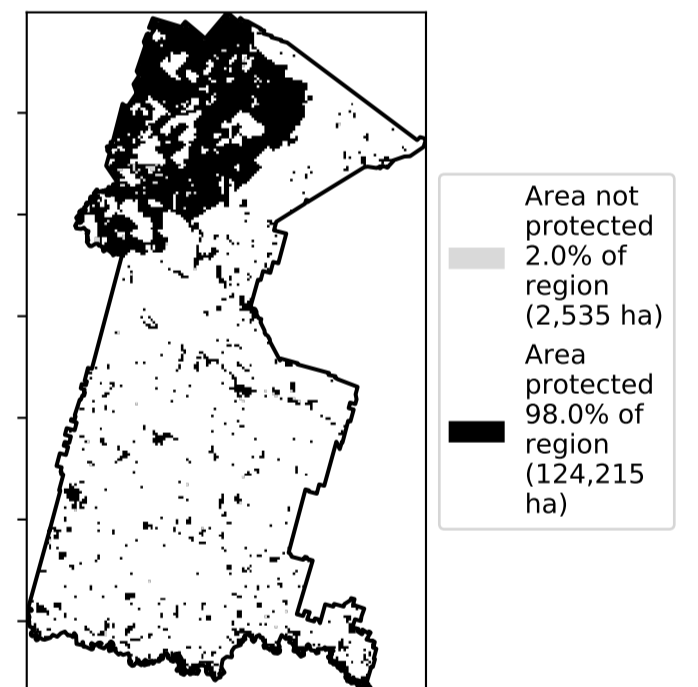 Area not
protected
2.0% of
region
(2,535 ha)
Area
protected
98.0% of
region
(124,215
ha)